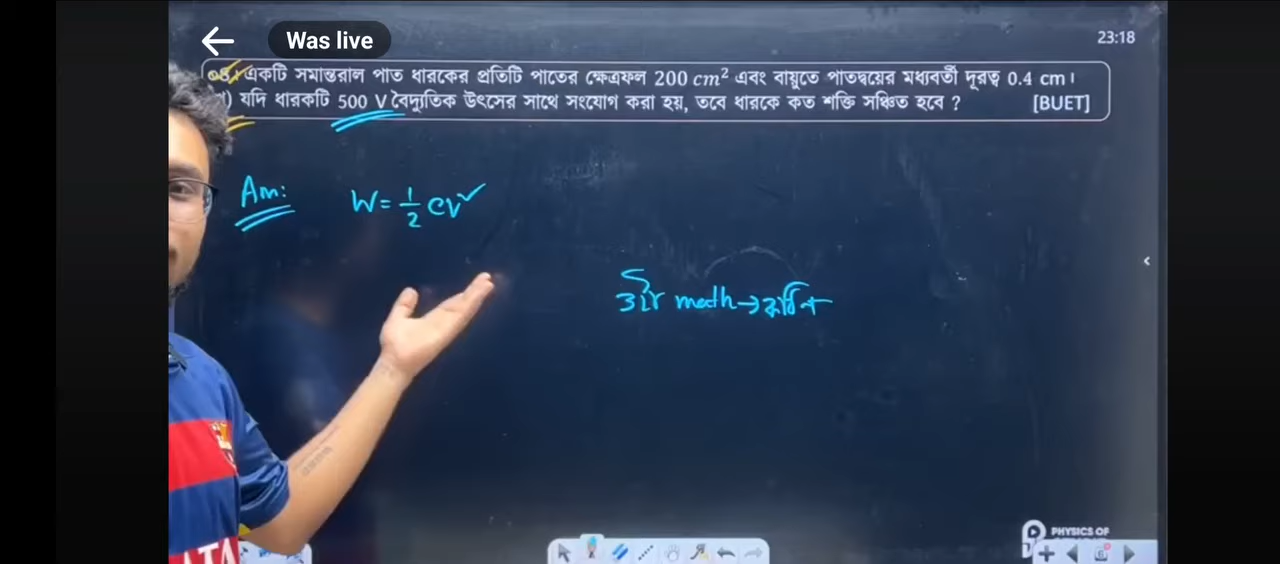 Was live
23:18
০৪। একটি সমান্তরাল পাত ধারকের প্রতিটি পাতের ক্ষেত্রফল 200 cm² এবং বায়ুতে পাতদ্বয়ের মধ্যবর্তী দূরত্ব 0.4 cm।
) যদি ধারকটি 500 V বৈদ্যুতিক উৎসের সাথে সংযোগ করা হয়, তবে ধারকে কত শক্তি সঞ্চিত হবে ? [BUET]
W = 1/2 CV²
math →
PHYSICS OF